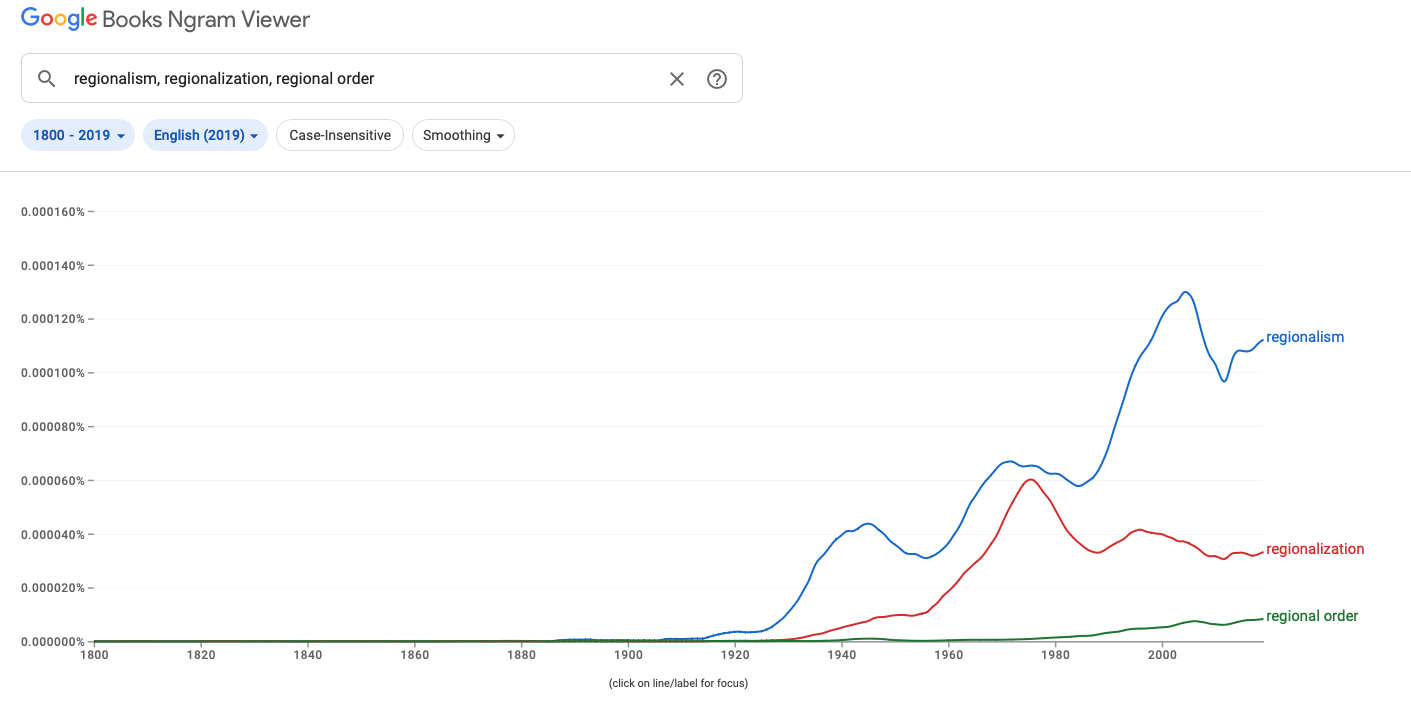 Google Books Ngram Viewer
regionalism, regionalization, regional order
1800 - 2019
English (2019)
Case-Insensitive
Smoothing
0.000160%
0.000140%
0.000120%
0.000100%
0.000080%
0.000060%
0.000040%
0.000020%
0.000000%
regionalism
regionalization
regional order
1800 1820 1840 1860 1880 1900 1920 1940 1960 1980 2000
(click on line/label for focus)